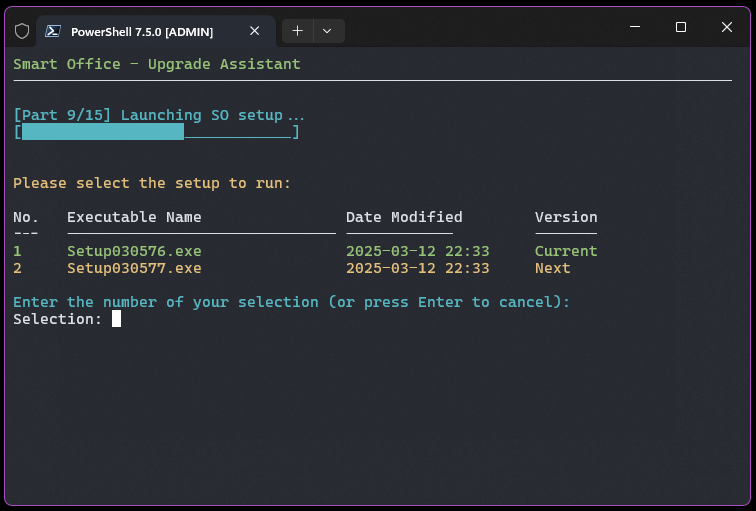 PowerShell 7.5.0 [ADMIN]
Smart Office - Upgrade Assistant
[Part 9/15] Launching SO setup...
[____________]
Please select the setup to run:
No. Executable Name Date Modified Version
--- ------------------------------ ------------ -------
1 Setup030576.exe 2025-03-12 22:33 Current
2 Setup030577.exe 2025-03-12 22:33 Next
Enter the number of your selection (or press Enter to cancel):
Selection: